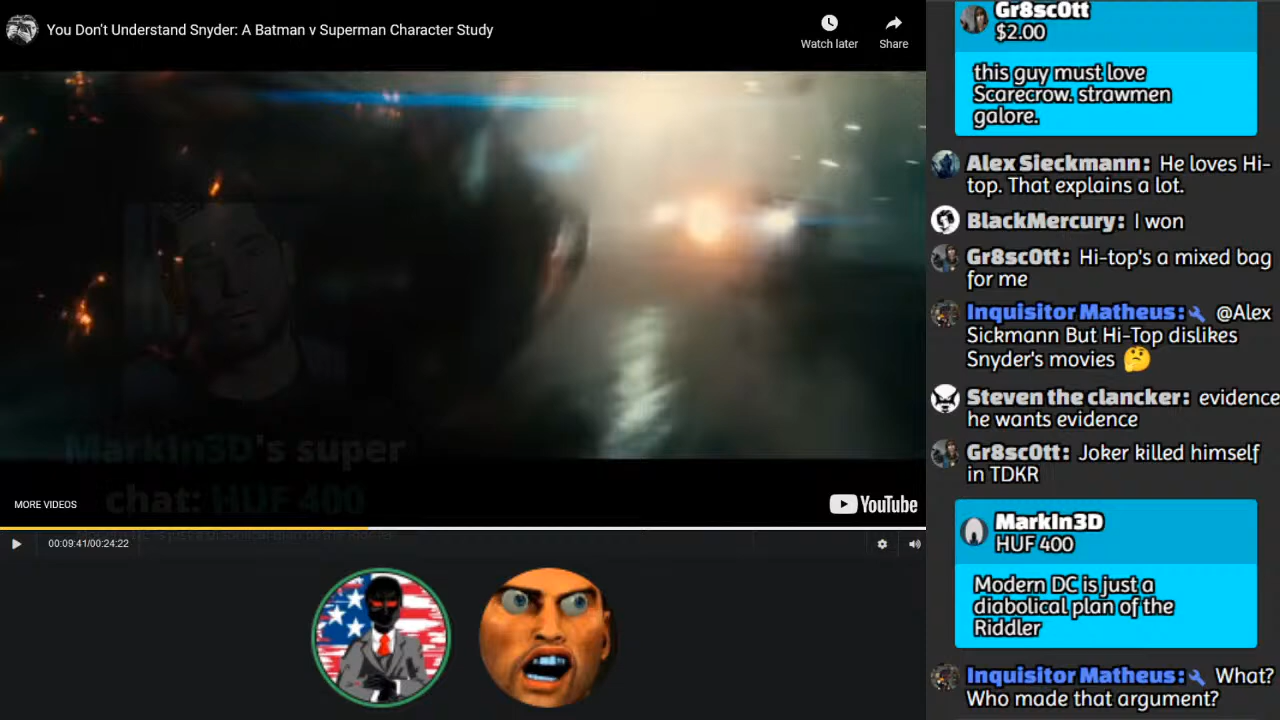 You Don't Understand Snyder: A Batman v Superman Character Study
Watch later
Share
MarkIn3D's super
chat: HUF 400
MORE VIDEOS
YouTube
00:09:41/00:24:22
Gr8sc0tt
$2.00
this guy must love
Scarecrow. strawmen
galore.
Alex Sieckmann: He loves Hi-
top. That explains a lot.
BlackMercury: I won
Gr8sc0tt: Hi-top's a mixed bag
for me
Inquisitor Matheus: @Alex
Sickmann But Hi-Top dislikes
Snyder's movies 🤔
Steven the clancker: evidence
he wants evidence
Gr8sc0tt: Joker killed himself
in TDKR
MarkIn3D
HUF 400
Modern DC is just a
diabolical plan of the
Riddler
Inquisitor Matheus: What?
Who made that argument?